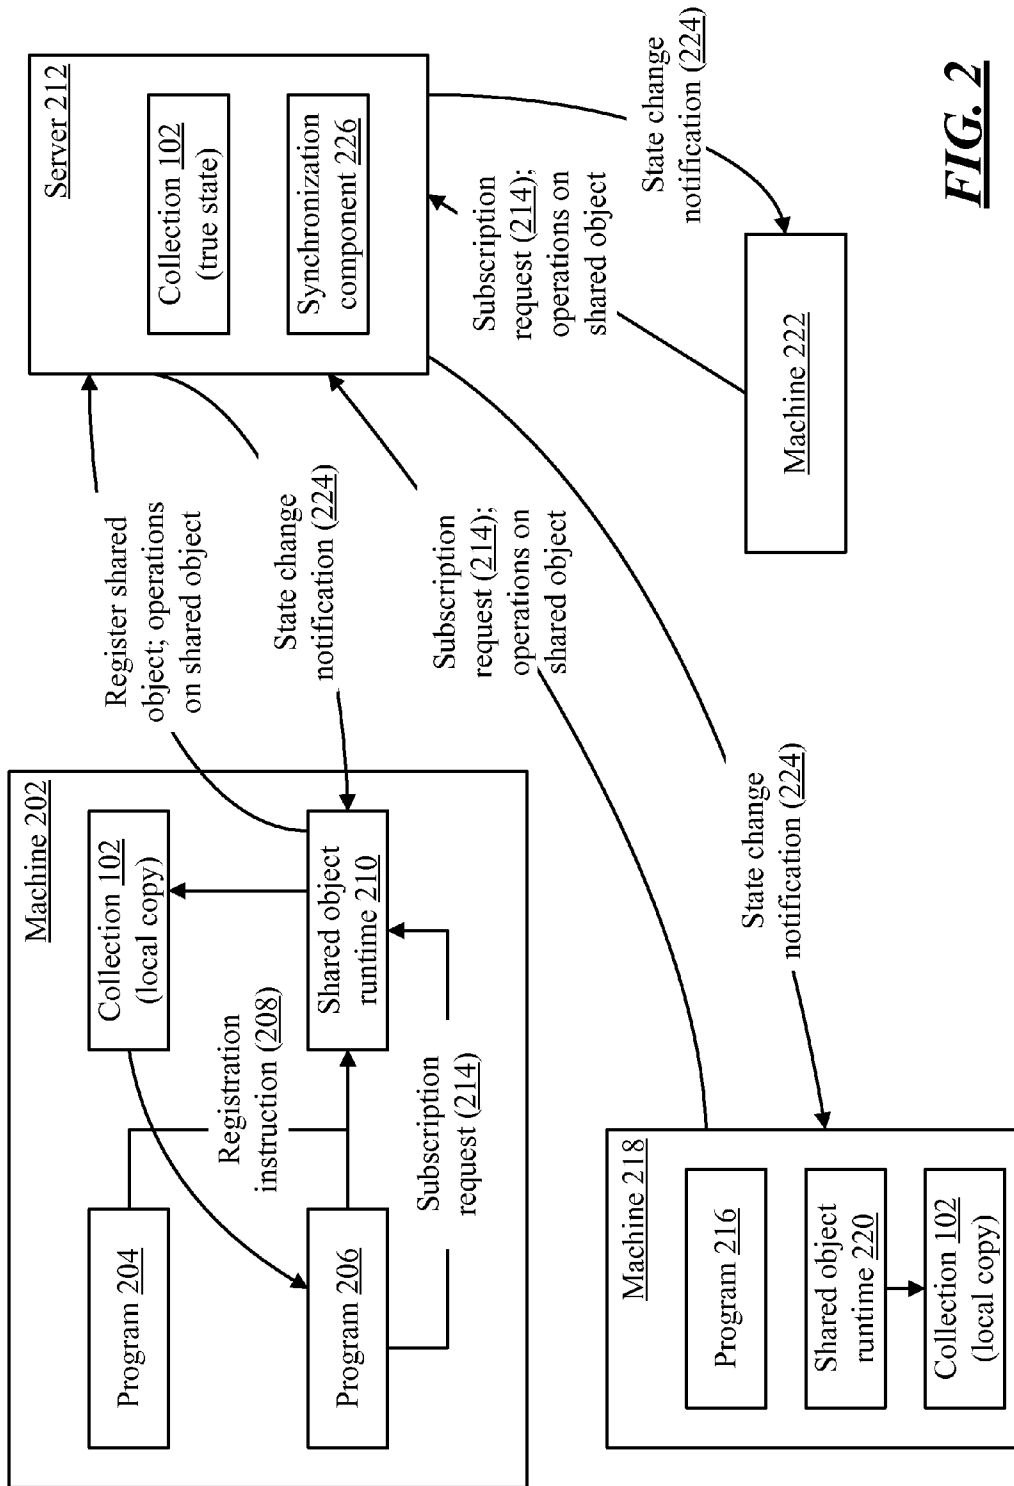 Machine 202
Program 204
Collection 102
(local copy)
Registration
instruction (208)
Program 206
Shared object
runtime 210
Subscription
request (214)
Register shared
object; operations
on shared object
State change
notification (224)
Subscription
request (214);
operations on
shared object
Server 212
Collection 102
(true state)
Synchronization
component 226
Subscription
request (214);
operations on
shared object
State change
notification (224)
Machine 218
Program 216
Shared object
runtime 220
Collection 102
(local copy)
State change
notification (224)
Machine 222
FIG. 2